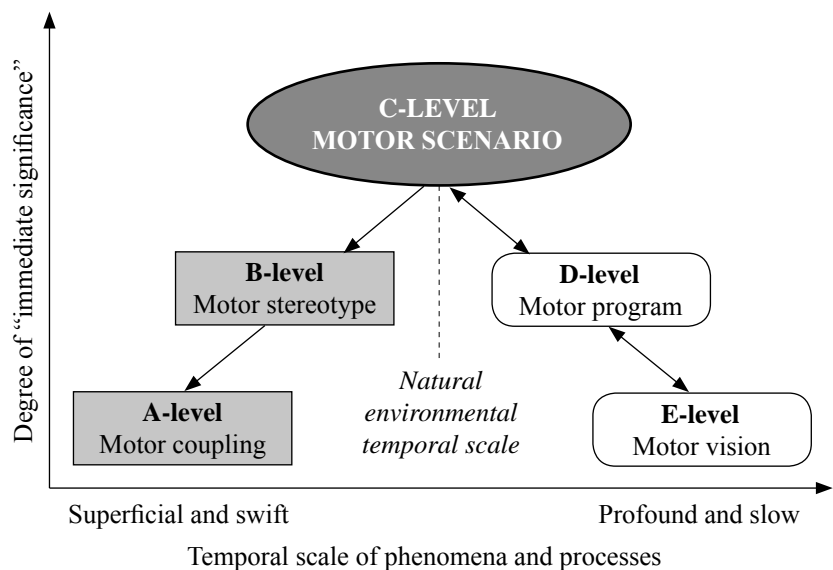 Degree of “immediate significance”
C-LEVEL
MOTOR SCENARIO
B-level
Motor stereotype
D-level
Motor program
A-level
Motor coupling
Natural
environmental
temporal scale
E-level
Motor vision
Superficial and swift
Profound and slow
Temporal scale of phenomena and processes